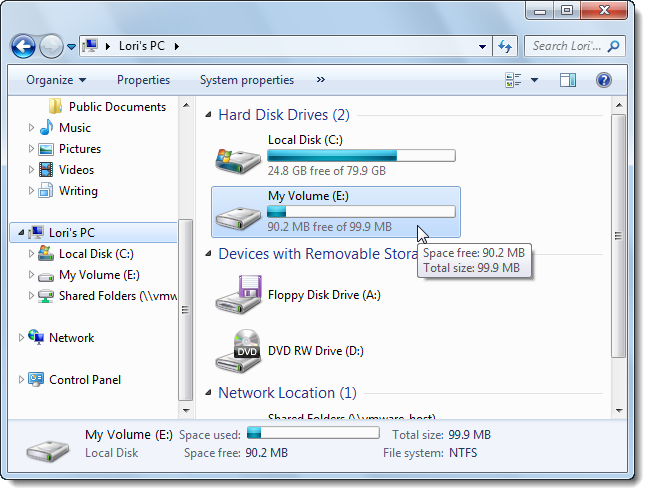 Lori's PC
Search Lori'...
Organize
Properties
System properties
»
Public Documents
Music
Pictures
Videos
Writing
Lori's PC
Local Disk (C:)
My Volume (E:)
Shared Folders (\\vmw
Network
Control Panel
Hard Disk Drives (2)
Local Disk (C:)
24.8 GB free of 79.9 GB
My Volume (E:)
90.2 MB free of 99.9 MB
Space free: 90.2 MB
Total size: 99.9 MB
Devices with Removable Stora
Floppy Disk Drive (A:)
DVD
DVD RW Drive (D:)
Network Location (1)
Shared Folders (\\vmware-host)
My Volume (E:) Space used: Total size: 99.9 MB
Local Disk Space free: 90.2 MB File system: NTFS